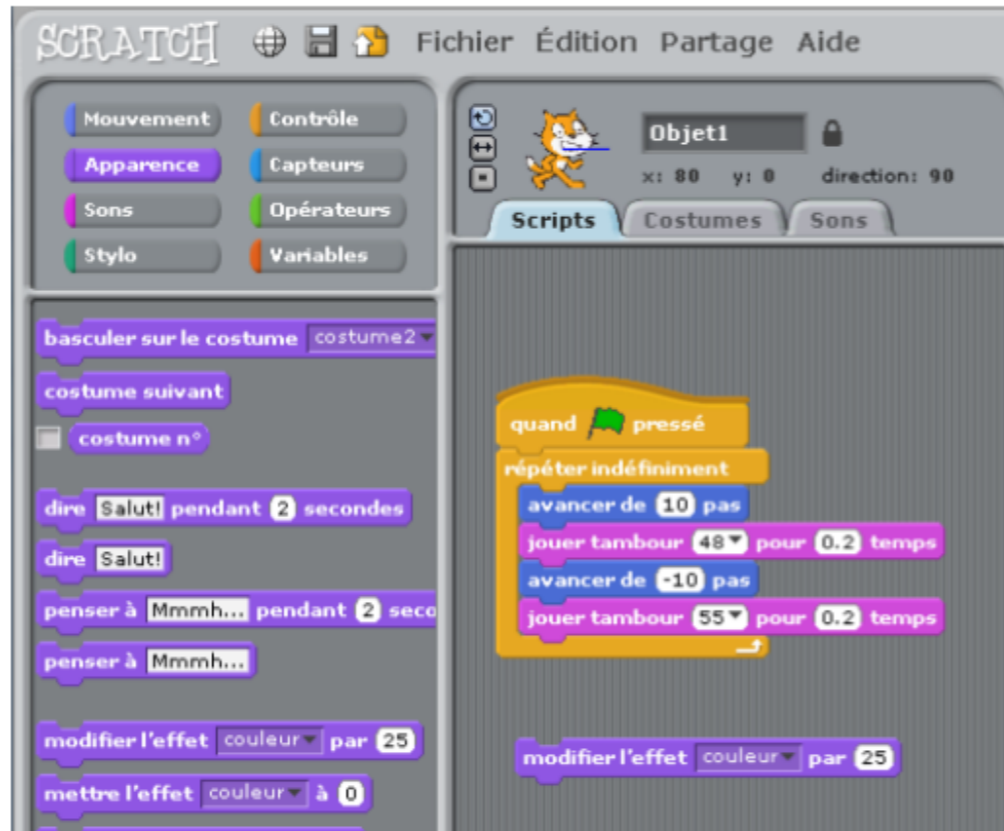 SCRATCH Fichier Édition Partage Aide
Mouvement Contrôle
Apparence Capteurs
Sons Opérateurs
Stylo Variables
basculer sur le costume costume2
costume suivant
costume n°
dire Salut! pendant 2 secondes
dire Salut!
penser à Mmmh... pendant 2 seco
penser à Mmmh...
modifier l'effet couleur par 25
mettre l'effet couleur à 0
Objet1
x: 80 y: 0 direction: 90
Scripts Costumes Sons
quand pressé
répéter indéfiniment
avancer de 10 pas
jouer tambour 48 pour 0.2 temps
avancer de -10 pas
jouer tambour 55 pour 0.2 temps
modifier l'effet couleur par 25